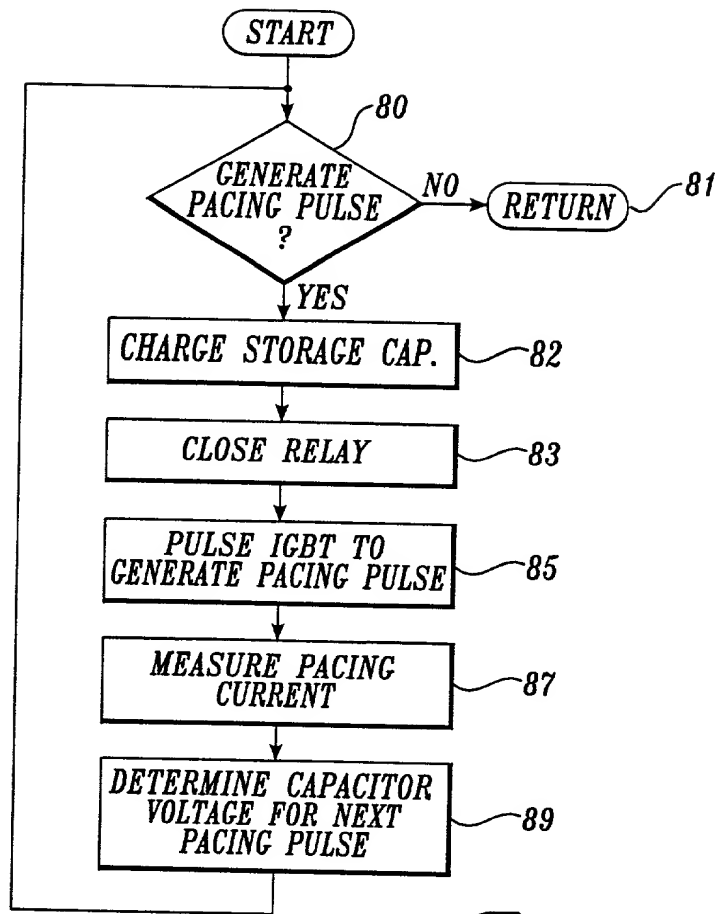 START
80
GENERATE
PACING PULSE
?
NO
RETURN
81
YES
CHARGE STORAGE CAP.
82
CLOSE RELAY
83
PULSE IGBT TO
GENERATE PACING PULSE
85
MEASURE PACING
CURRENT
87
DETERMINE CAPACITOR
VOLTAGE FOR NEXT
PACING PULSE
89